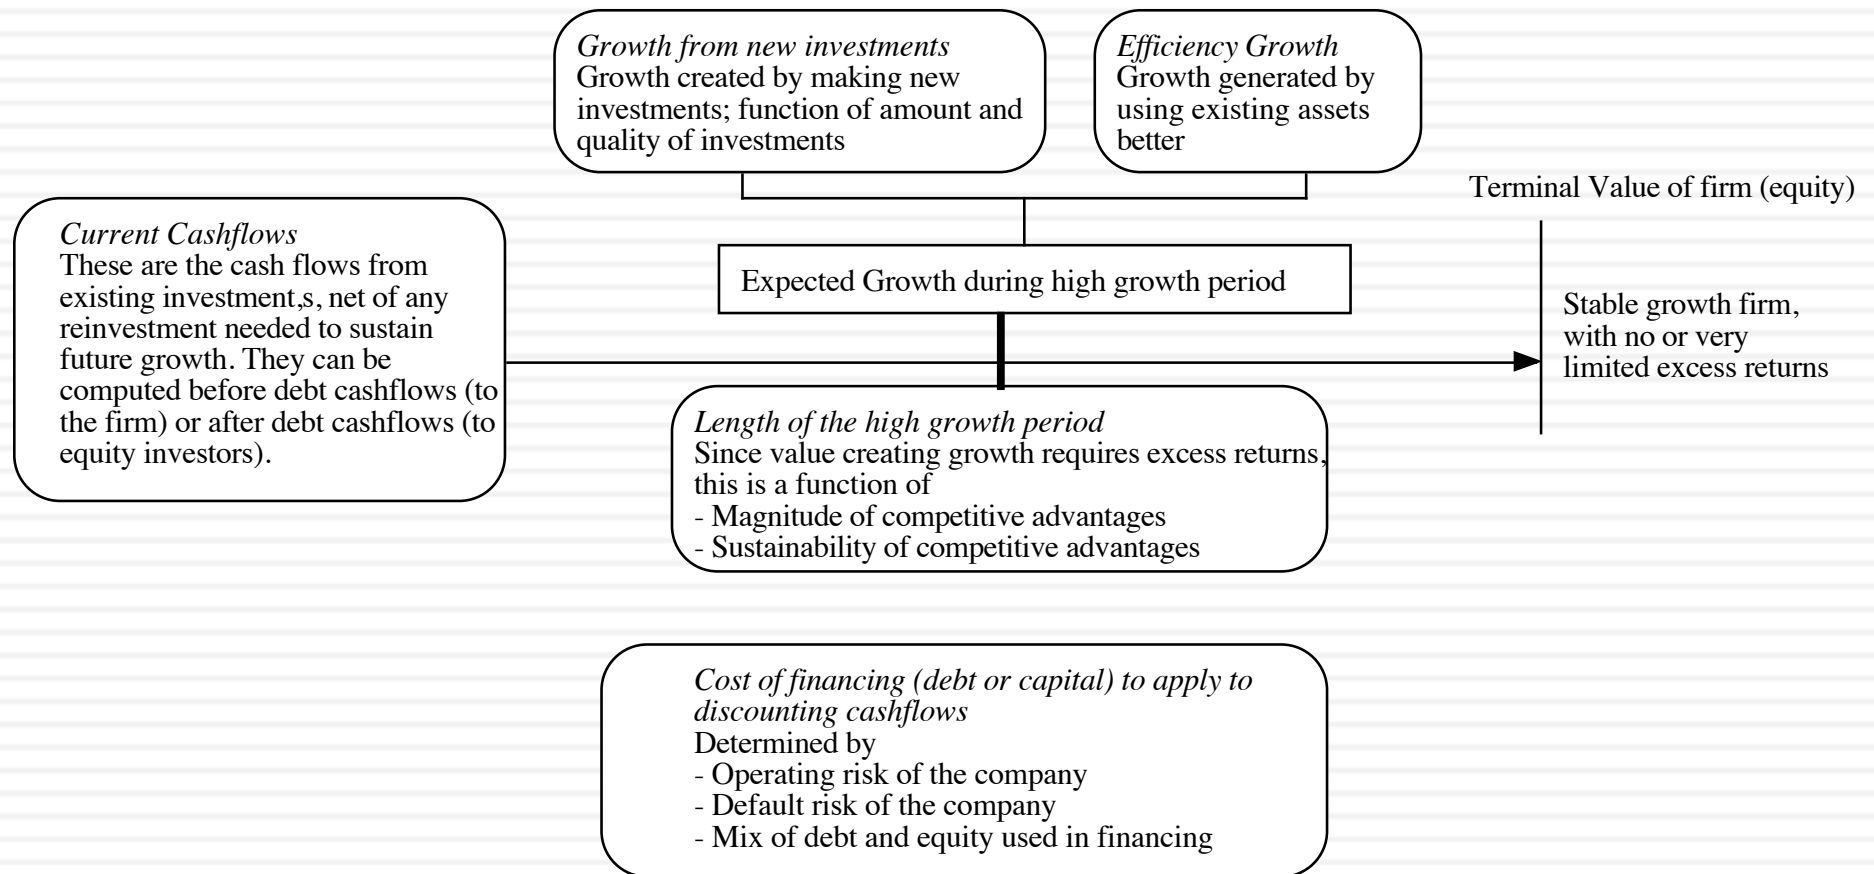 Growth from new investments
Growth created by making new
investments; function of amount and
quality of investments
Efficiency Growth
Growth generated by
using existing assets
better
Terminal Value of firm (equity)
Current Cashflows
These are the cash flows from
existing investment,s, net of any
reinvestment needed to sustain
future growth. They can be
computed before debt cashflows (to
the firm) or after debt cashflows (to
equity investors).
Expected Growth during high growth period
Stable growth firm,
with no or very
limited excess returns
Length of the high growth period
Since value creating growth requires excess returns,
this is a function of
- Magnitude of competitive advantages
- Sustainability of competitive advantages
Cost of financing (debt or capital) to apply to
discounting cashflows
Determined by
- Operating risk of the company
- Default risk of the company
- Mix of debt and equity used in financing